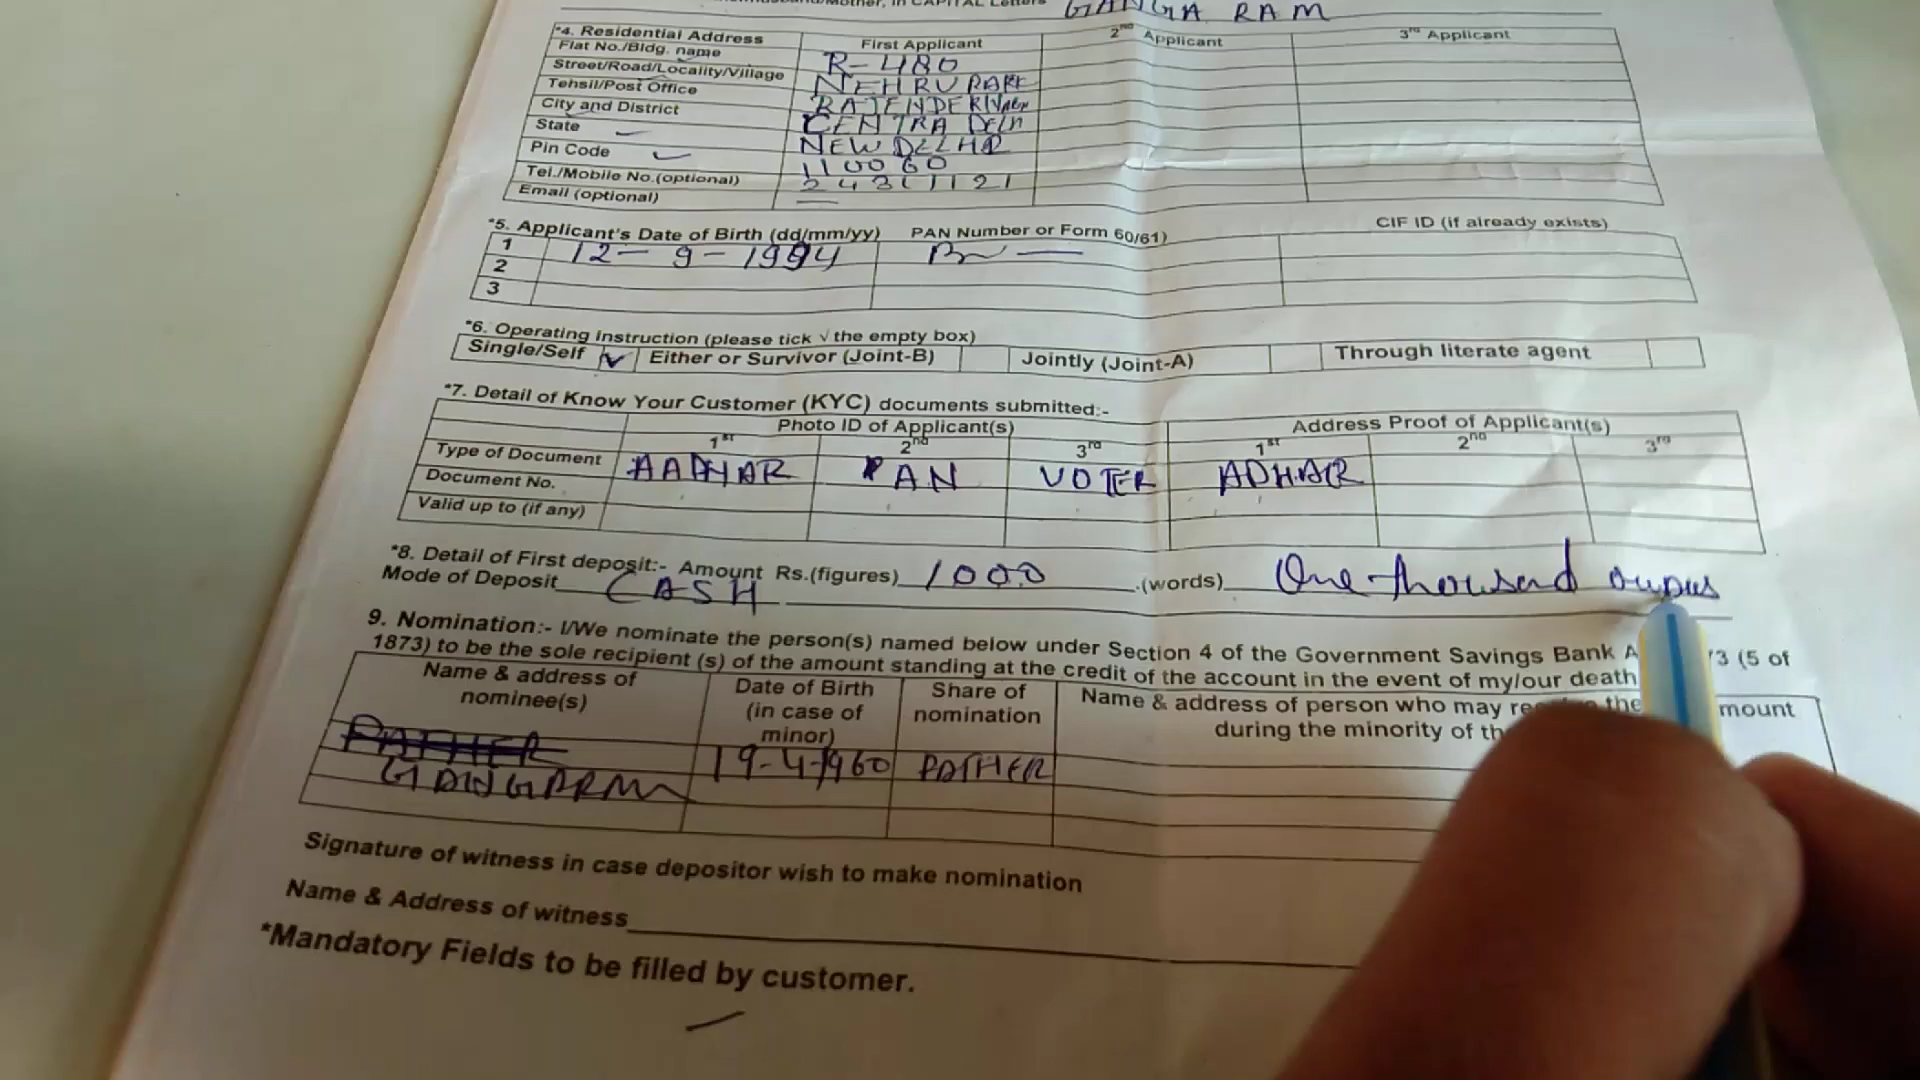 /Mother, in CAPITAL Letters GANGA RAM
*4. Residential Address First Applicant 2nd Applicant 3rd Applicant
Flat No./Bldg. name R-480
Street/Road/Locality/Village NEHRU PARK
Tehsil/Post Office
City and District CENTRA Delh
State NEW DELHI
Pin Code 110060
Tel./Mobile No.(optional) 24311121
Email (optional) —
*5. Applicant's Date of Birth (dd/mm/yy) PAN Number or Form 60/61) CIF ID (if already exists)
1 12-9-1994
2
3
*6. Operating Instruction (please tick √ the empty box)
Single/Self ✓ Either or Survivor (Joint-B) Jointly (Joint-A) Through literate agent
*7. Detail of Know Your Customer (KYC) documents submitted:-
Photo ID of Applicant(s) Address Proof of Applicant(s)
1st 2nd 3rd 1st 2nd 3rd
Type of Document AADHAR PAN VOTER ADHAR
Document No.
Valid up to (if any)
*8. Detail of First deposit:- Amount Rs.(figures) 1000 .(words) One thousand
Mode of Deposit CASH
9. Nomination:- I/We nominate the person(s) named below under Section 4 of the Government Savings Bank A 3 (5 of
1873) to be the sole recipient (s) of the amount standing at the credit of the account in the event of my/our death
Name & address of nominee(s) Date of Birth (in case of minor) Share of nomination Name & address of person who may the mount during the minority of th
FATHER
GANGARM 19-4-1960 FATHER
Signature of witness in case depositor wish to make nomination
Name & Address of witness
*Mandatory Fields to be filled by customer.